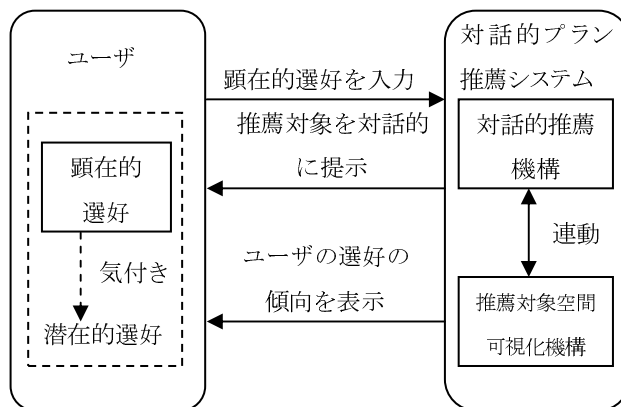 ユーザ
顕在的
選好
気付き
潜在的選好
顕在的選好を入力
推薦対象を対話的
に提示
ユーザの選好の
傾向を表示
対話的プラン
推薦システム
対話的推薦
機構
連動
推薦対象空間
可視化機構